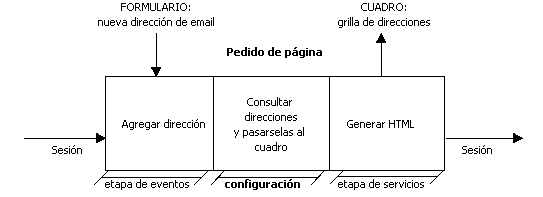 FORMULARIO:
nueva dirección de email
CUADRO:
grilla de direcciones
Pedido de página
Agregar dirección
Consultar
direcciones
y pasarselas al
cuadro
Generar HTML
Sesión
Sesión
etapa de eventos
configuración
etapa de servicios